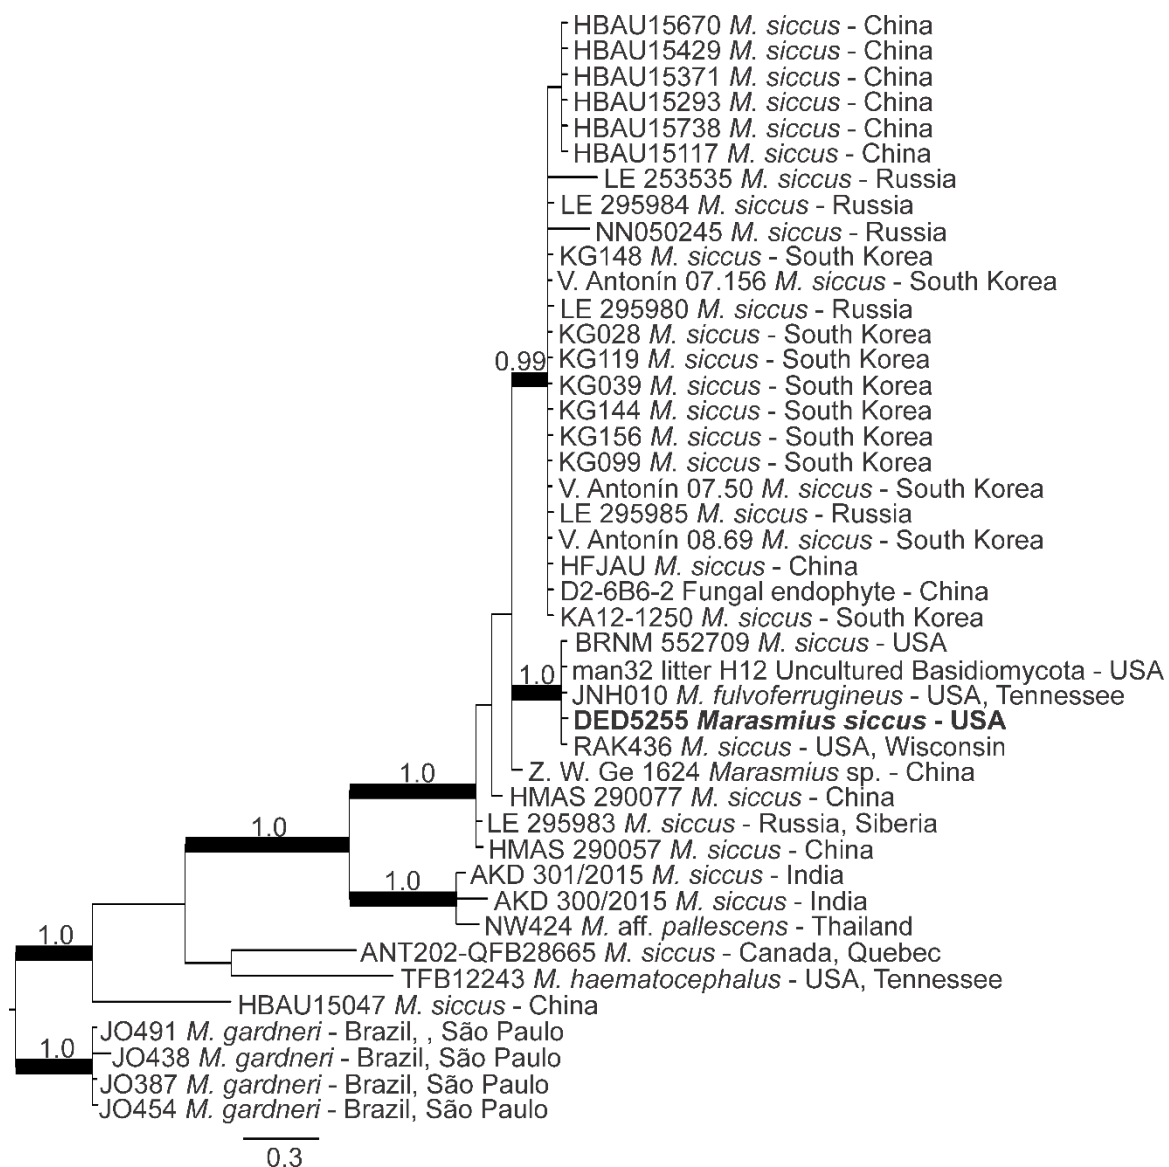 HBAU15670 M. siccus - China
HBAU15429 M. siccus - China
HBAU15371 M. siccus - China
HBAU15293 M. siccus - China
HBAU15738 M. siccus - China
HBAU15117 M. siccus - China
LE 253535 M. siccus - Russia
LE 295984 M. siccus - Russia
NN050245 M. siccus - Russia
KG148 M. siccus - South Korea
V. Antonín 07.156 M. siccus - South Korea
LE 295980 M. siccus - Russia
KG028 M. siccus - South Korea
0.99
KG119 M. siccus - South Korea
KG039 M. siccus - South Korea
KG144 M. siccus - South Korea
KG156 M. siccus - South Korea
KG099 M. siccus - South Korea
V. Antonín 07.50 M. siccus - South Korea
LE 295985 M. siccus - Russia
V. Antonín 08.69 M. siccus - South Korea
HFJAU M. siccus - China
D2-6B6-2 Fungal endophyte - China
KA12-1250 M. siccus - South Korea
BRNM 552709 M. siccus - USA
man32 litter H12 Uncultured Basidiomycota - USA
1.0
JNH010 M. fulvoferrugineus - USA, Tennessee
DED5255 Marasmius siccus - USA
RAK436 M. siccus - USA, Wisconsin
Z. W. Ge 1624 Marasmius sp. - China
1.0
HMAS 290077 M. siccus - China
LE 295983 M. siccus - Russia, Siberia
1.0
HMAS 290057 M. siccus - China
AKD 301/2015 M. siccus - India
1.0
AKD 300/2015 M. siccus - India
NW424 M. aff. pallescens - Thailand
1.0
ANT202-QFB28665 M. siccus - Canada, Quebec
TFB12243 M. haematocephalus - USA, Tennessee
HBAU15047 M. siccus - China
JO491 M. gardneri - Brazil, , São Paulo
1.0
JO438 M. gardneri - Brazil, São Paulo
JO387 M. gardneri - Brazil, São Paulo
JO454 M. gardneri - Brazil, São Paulo
0.3